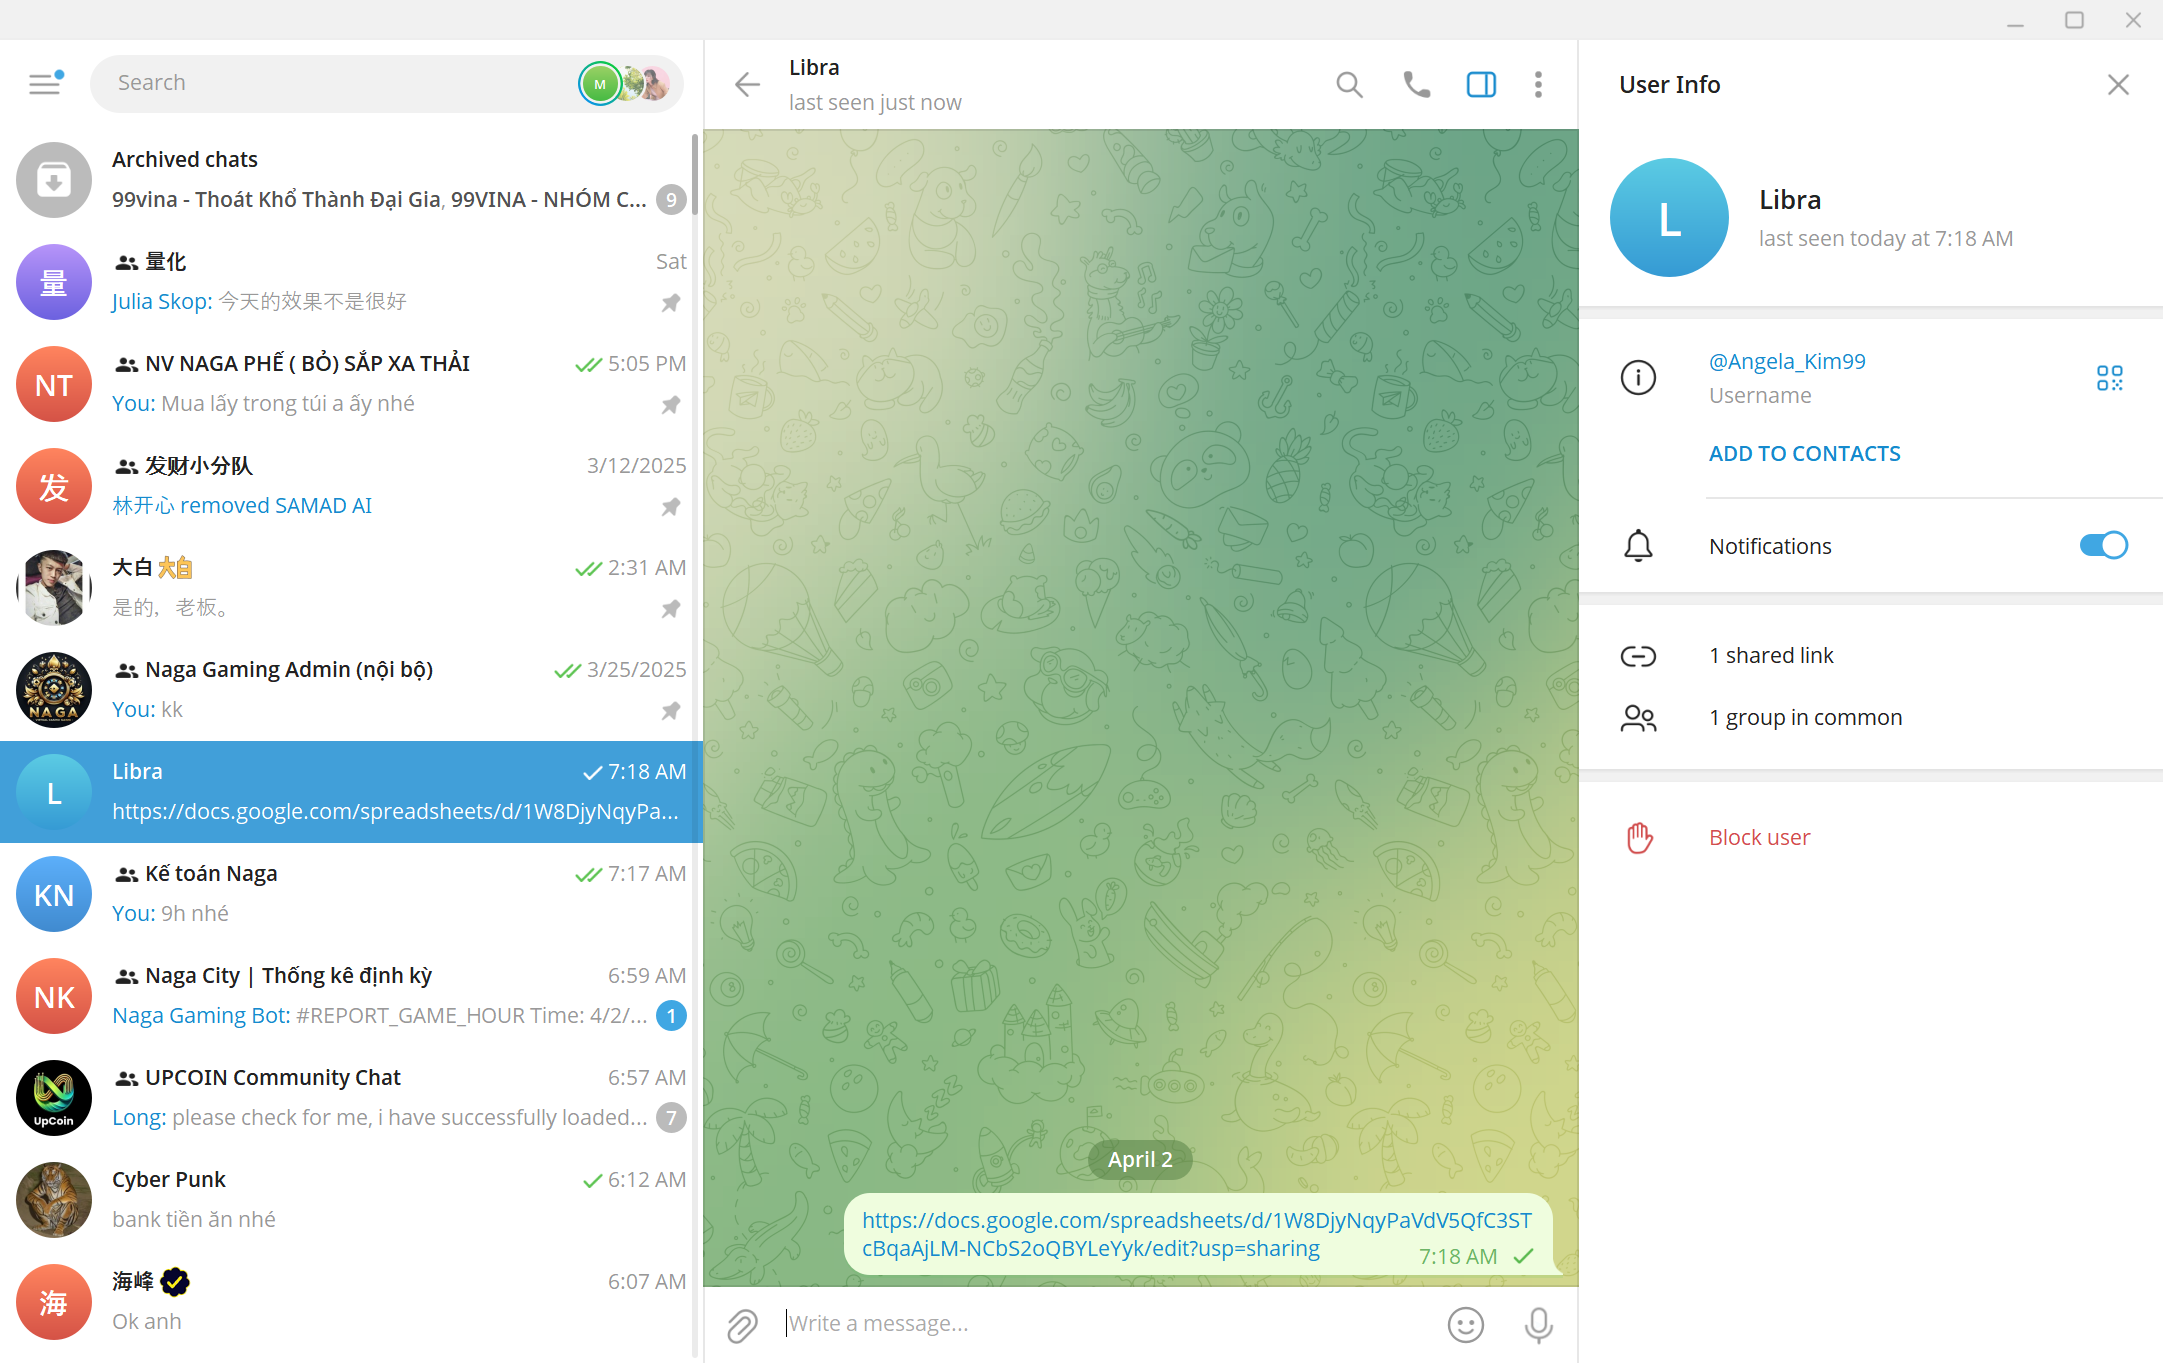 Search
M
Archived chats
99vina - Thoát Khổ Thành Đại Gia, 99VINA - NHÓM C...
9
量
量化
Sat
Julia Skop: 今天的效果不是很好
NT
NV NAGA PHẾ ( BỎ) SẮP XA THẢI
5:05 PM
You: Mua lấy trong túi a ấy nhé
发
发财小分队
3/12/2025
林开心 removed SAMAD AI
大白 大白
2:31 AM
是的，老板。
NAGA
Naga Gaming Admin (nội bộ)
3/25/2025
You: kk
L
Libra
7:18 AM
https://docs.google.com/spreadsheets/d/1W8DjyNqyPa...
KN
Kế toán Naga
7:17 AM
You: 9h nhé
NK
Naga City | Thống kê định kỳ
6:59 AM
Naga Gaming Bot: #REPORT_GAME_HOUR Time: 4/2/...
1
UpCoin
UPCOIN Community Chat
6:57 AM
Long: please check for me, i have successfully loaded...
7
Cyber Punk
6:12 AM
bank tiền ăn nhé
海
海峰
6:07 AM
Ok anh
Libra
last seen just now
April 2
https://docs.google.com/spreadsheets/d/1W8DjyNqyPaVdV5QfC3ST
cBqaAjLM-NCbS2oQBYLeYyk/edit?usp=sharing
7:18 AM
Write a message...
User Info
L
Libra
last seen today at 7:18 AM
@Angela_Kim99
Username
ADD TO CONTACTS
Notifications
1 shared link
1 group in common
Block user